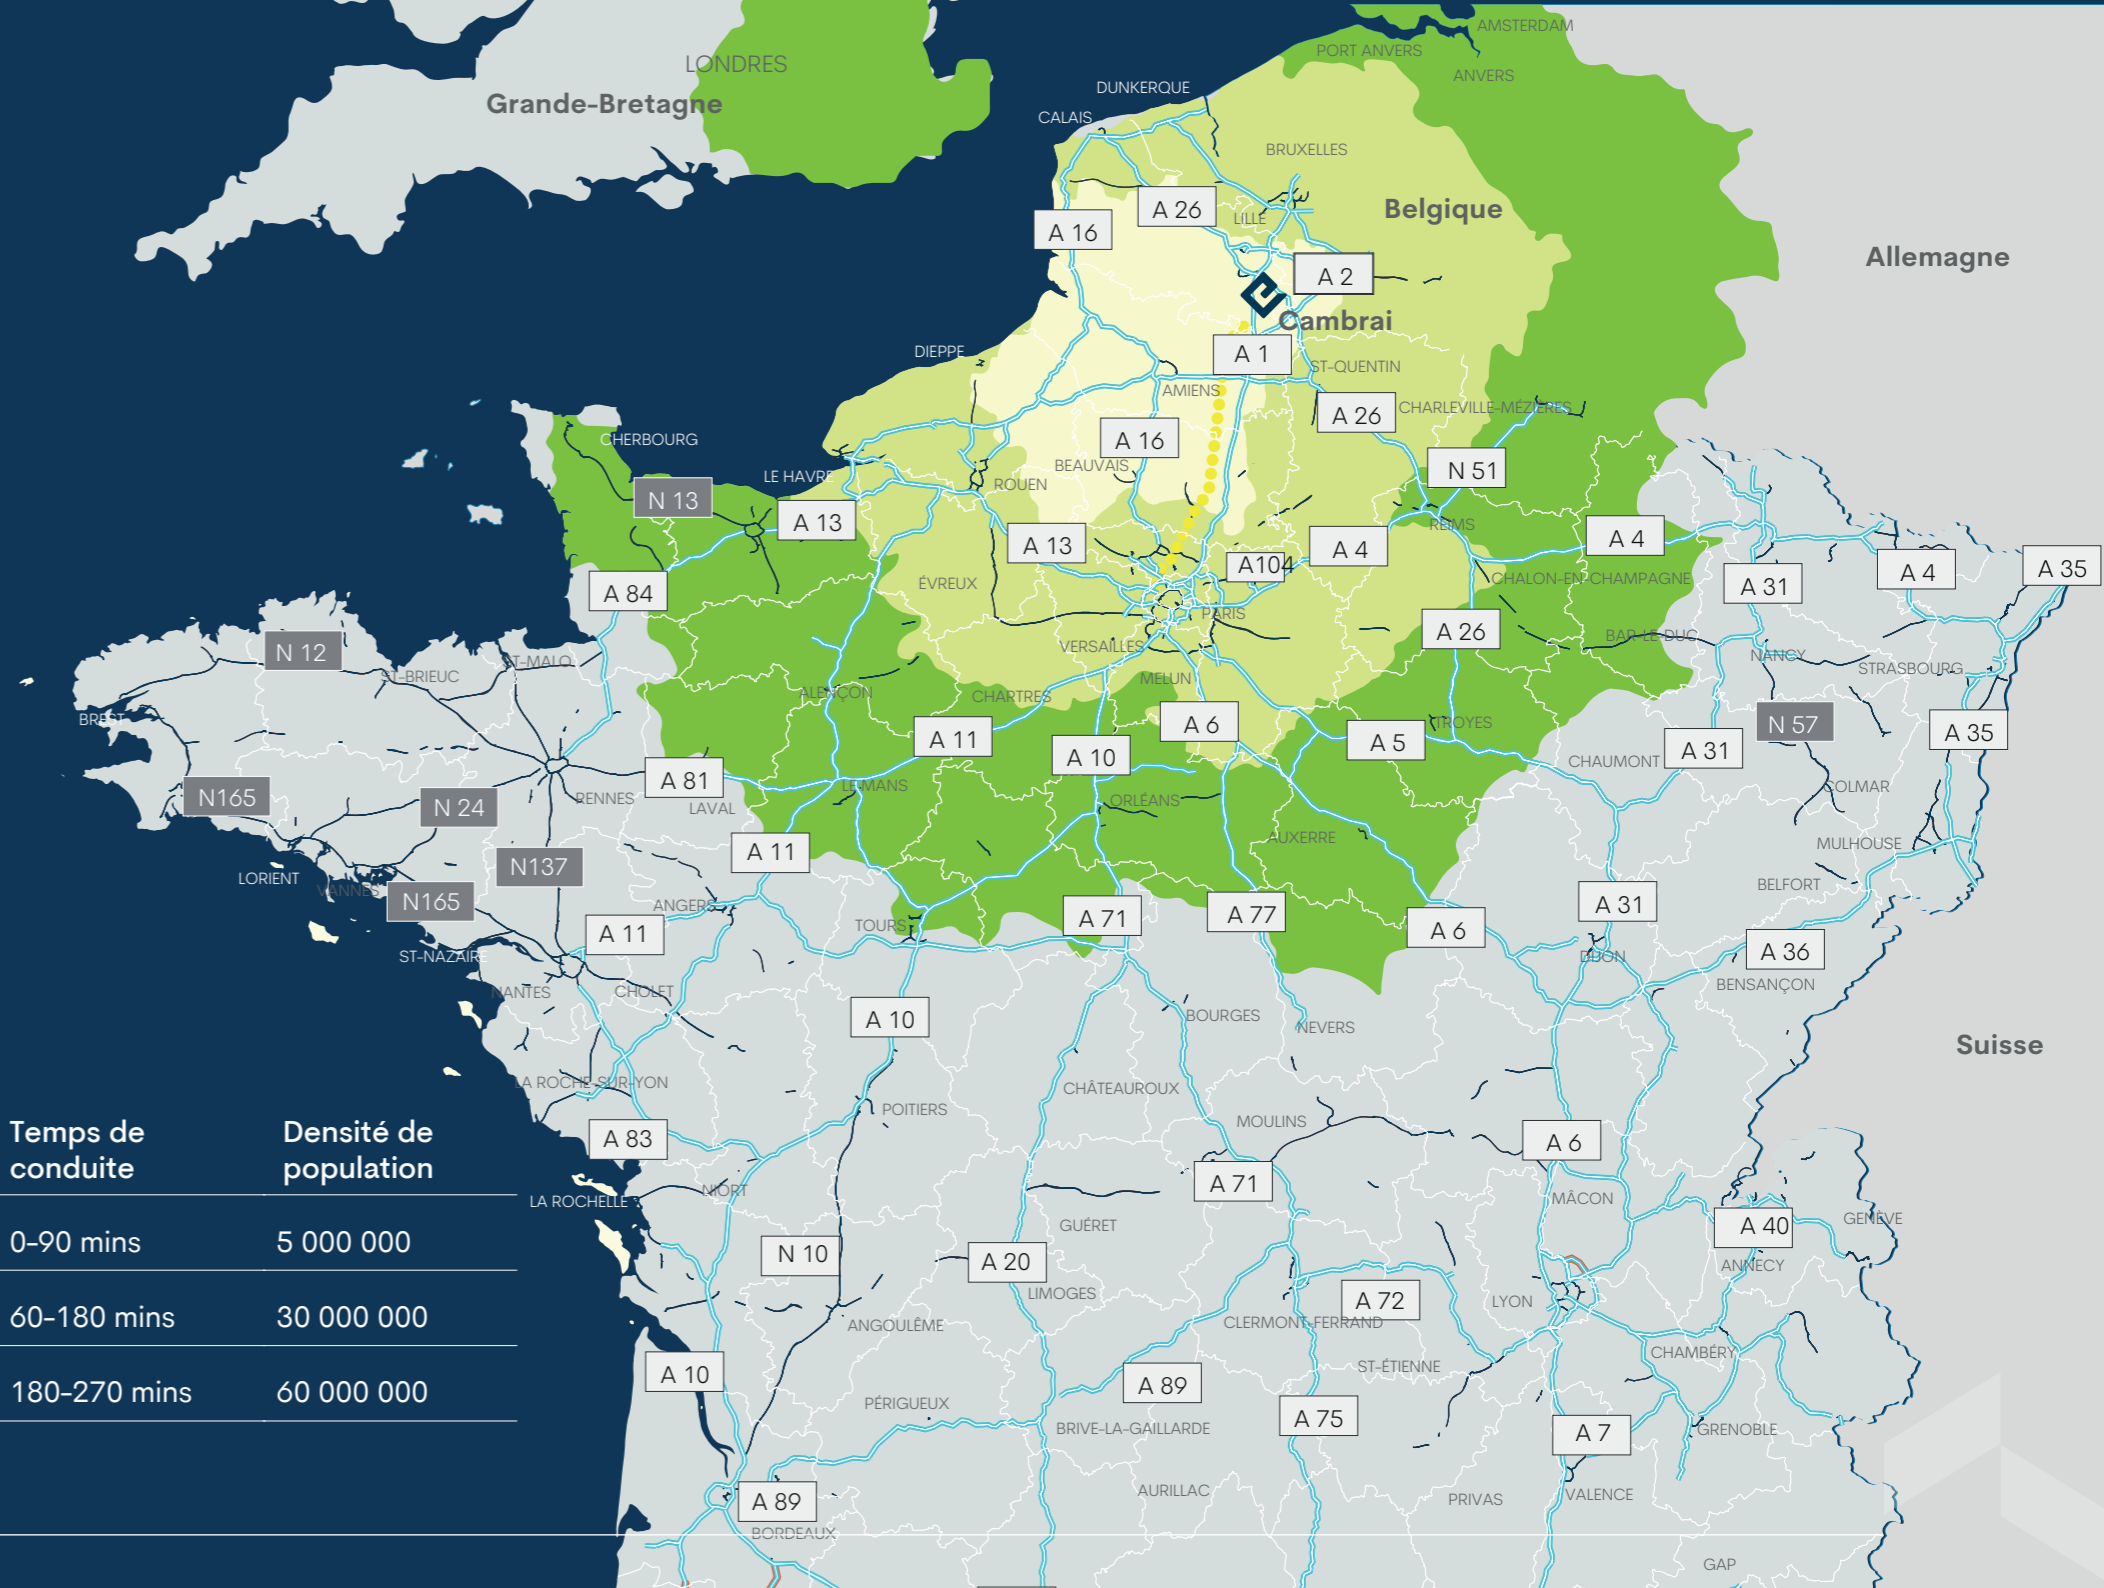 AMSTERDAM
PORT ANVERS
LONDRES
ANVERS
DUNKERQUE
Grande-Bretagne
CALAIS
BRUXELLES
A 26
LILLE
Belgique
A 16
Allemagne
A 2
Cambrai
DIEPPE
A 1
ST-QUENTIN
AMIENS
A 26
CHARLEVILLE-MÉZIÈRES
CHERBOURG
A 16
BEAUVAIS
N 51
LE HAVRE
ROUEN
N 13
A 13
REIMS
A 13
A 4
A 4
A104
A 4
A 35
ÉVREUX
CHALON-EN-CHAMPAGNE
A 31
A 84
PARIS
A 26
BAR-LE-DUC
N 12
VERSAILLES
NANCY
ST-MALO
STRASBOURG
ST-BRIEUC
MELUN
ALENÇON
CHARTRES
BREST
A 6
TROYES
N 57
A 35
A 11
A 5
A 31
A 10
CHAUMONT
A 81
LE MANS
COLMAR
N165
RENNES
ORLÉANS
N 24
LAVAL
AUXERRE
MULHOUSE
A 11
N137
LORIENT
VANNES
BELFORT
N165
ANGERS
A 71
A 77
A 31
TOURS
A 6
A 11
A 36
ST-NAZAIRE
DIJON
BENSANÇON
NANTES
CHOLET
A 10
BOURGES
NEVERS
Suisse
LA ROCHE-SUR-YON
CHÂTEAUROUX
POITIERS
MOULINS
A 83
A 6
Temps de conduite
Densité de population
0-90 mins
5 000 000
60-180 mins
30 000 000
180-270 mins
60 000 000
A 71
NIORT
LA ROCHELLE
MÂCON
GUÉRET
A 40
GENÈVE
N 10
A 20
ANNECY
LIMOGES
A 72
LYON
ANGOULÊME
CLERMONT-FERRAND
CHAMBÉRY
A 10
ST-ÉTIENNE
A 89
PÉRIGUEUX
A 75
BRIVE-LA-GAILLARDE
A 7
GRENOBLE
AURILLAC
A 89
PRIVAS
VALENCE
BORDEAUX
GAP